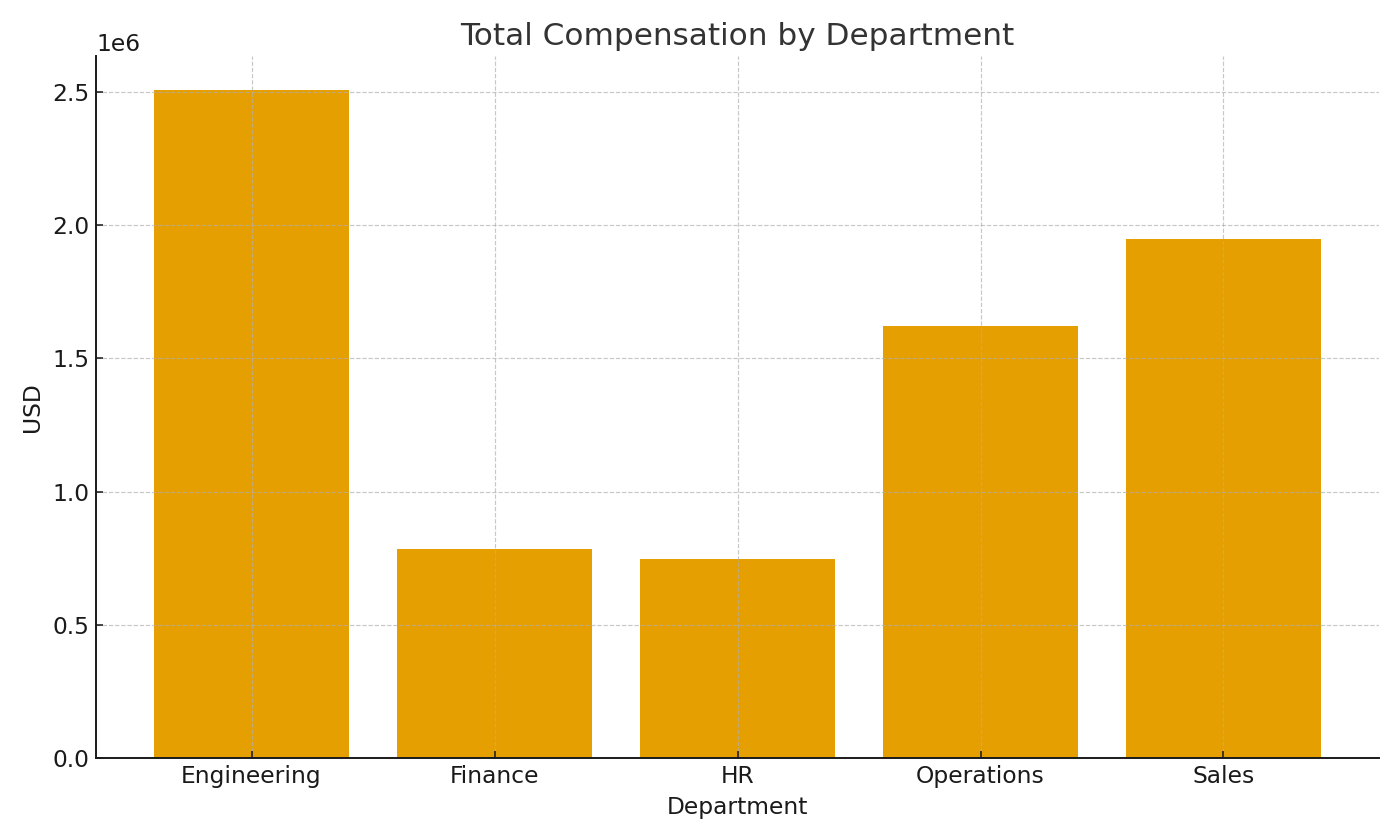 Total Compensation by Department
1e6
2.5
2.0
1.5
1.0
0.5
0.0
USD
Engineering Finance HR Operations Sales
Department